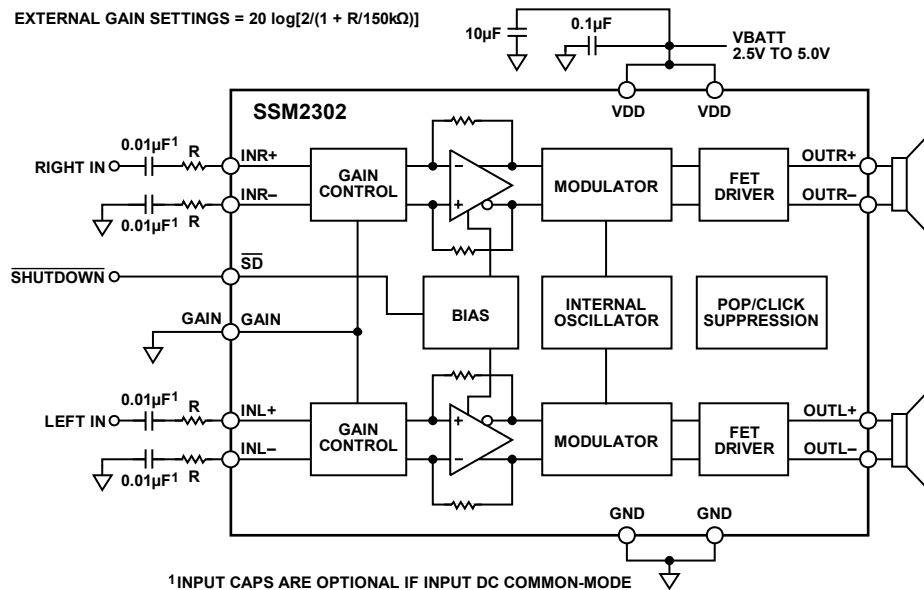 EXTERNAL GAIN SETTINGS = 20 log[2/(1 + R/150kΩ)]
10µF
0.1µF
VBATT
2.5V TO 5.0V
VDD
VDD
SSM2302
RIGHT IN
0.01µF¹
R
INR+
INR–
0.01µF¹
R
GAIN
CONTROL
–
+
MODULATOR
FET
DRIVER
OUTR+
OUTR–
SHUTDOWN
SD
BIAS
INTERNAL
OSCILLATOR
POP/CLICK
SUPPRESSION
GAIN
GAIN
LEFT IN
0.01µF¹
R
INL+
INL–
0.01µF¹
R
GAIN
CONTROL
+
–
MODULATOR
FET
DRIVER
OUTL+
OUTL–
GND
GND
¹INPUT CAPS ARE OPTIONAL IF INPUT DC COMMON-MODE